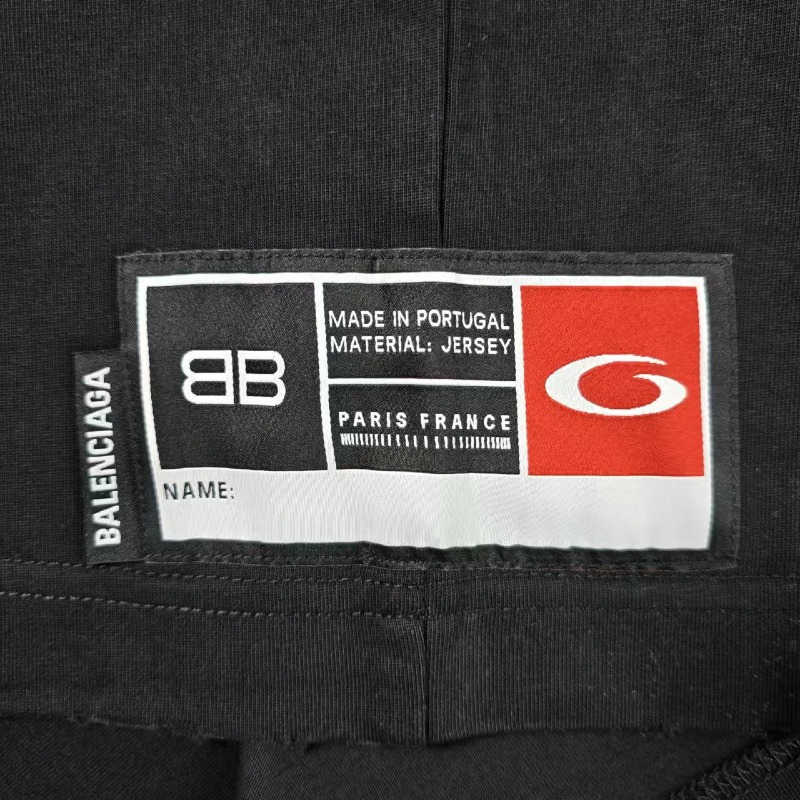 BALENCIAGA
BB
MADE IN PORTUGAL
MATERIAL: JERSEY
PARIS FRANCE
NAME: